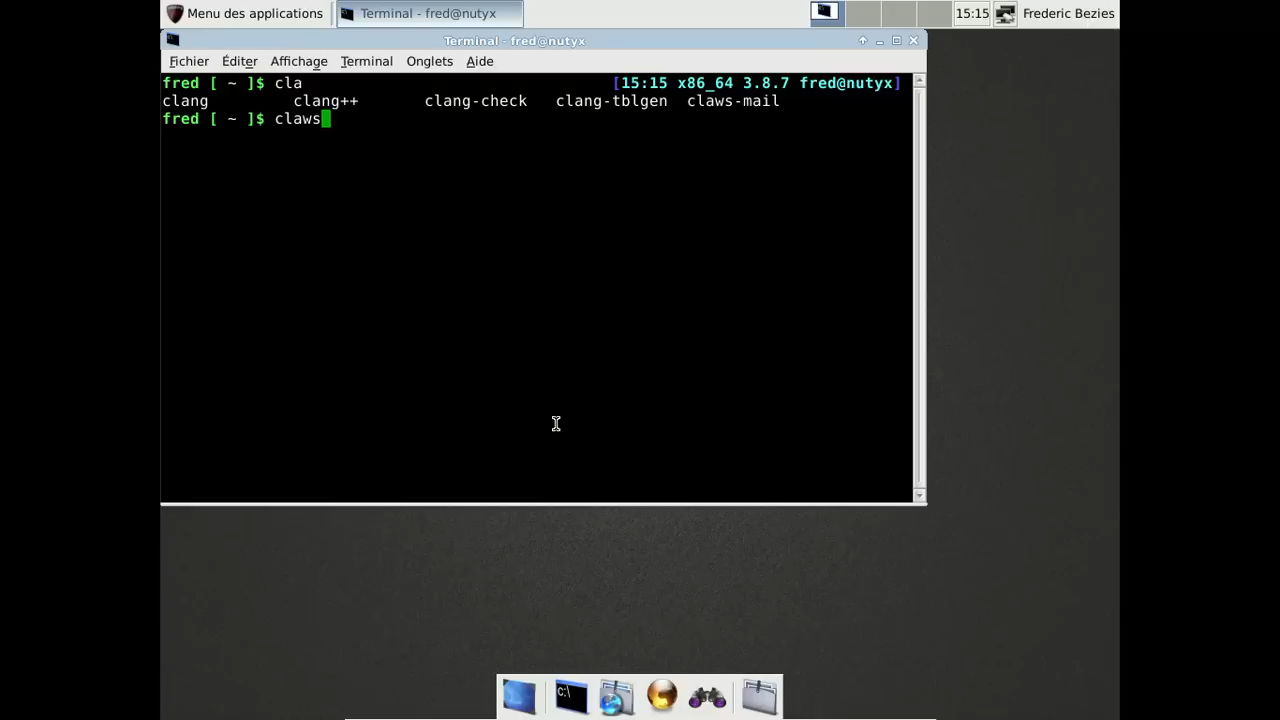 Menu des applications Terminal - fred@nutyx 15:15 Frederic Bezies
Terminal - fred@nutyx
Fichier Éditer Affichage Terminal Onglets Aide
fred [ ~ ]$ cla [15:15 x86_64 3.8.7 fred@nutyx]
clang clang++ clang-check clang-tblgen claws-mail
fred [ ~ ]$ claws
C:\